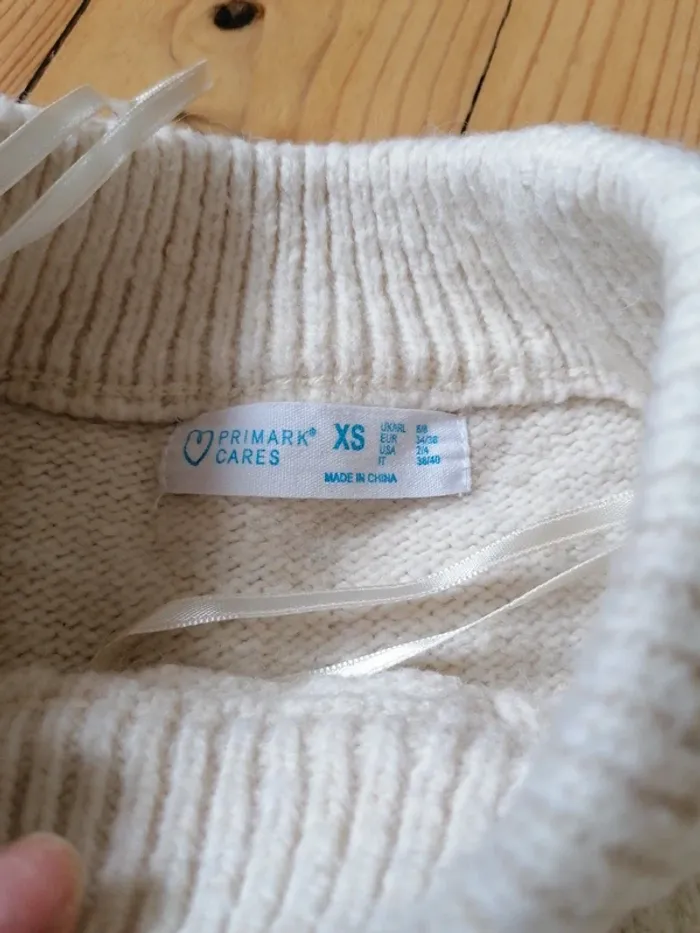 PRIMARK®
CARES
XS
UK/IRL 6/8
EUR 34/36
USA 2/4
IT 38/40
MADE IN CHINA